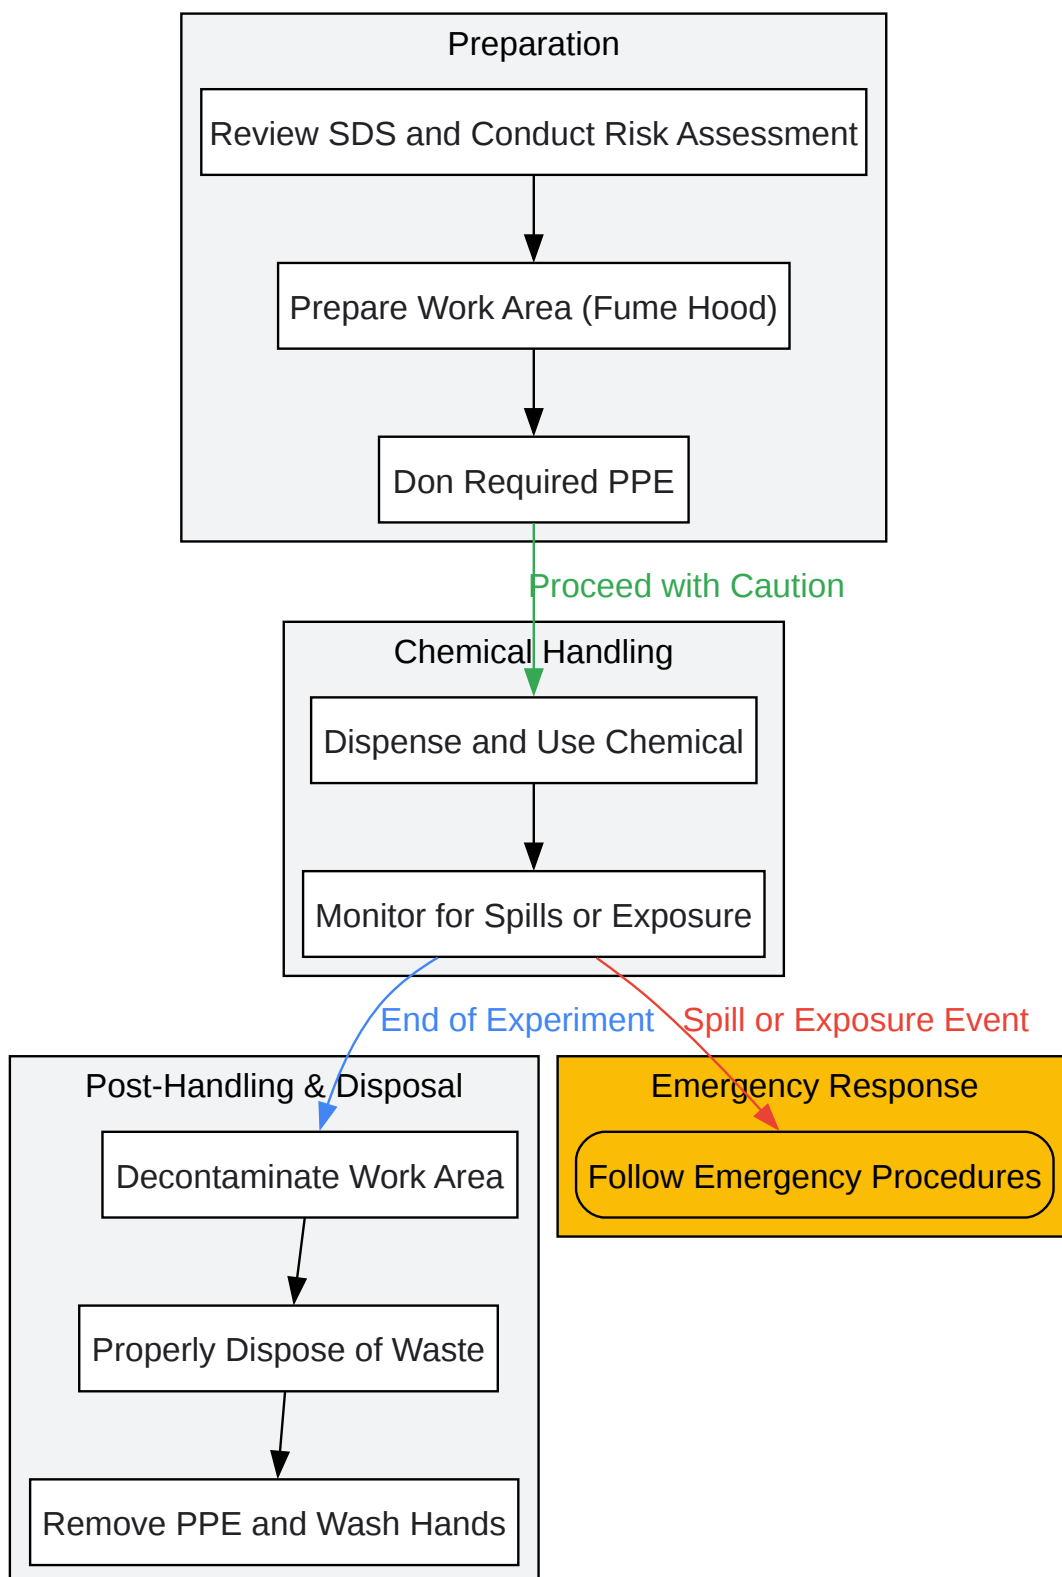 Preparation
Review SDS and Conduct Risk Assessment
Prepare Work Area (Fume Hood)
Don Required PPE
Proceed with Caution
Chemical Handling
Dispense and Use Chemical
Monitor for Spills or Exposure
End of Experiment
Spill or Exposure Event
Post-Handling & Disposal
Decontaminate Work Area
Properly Dispose of Waste
Remove PPE and Wash Hands
Emergency Response
Follow Emergency Procedures